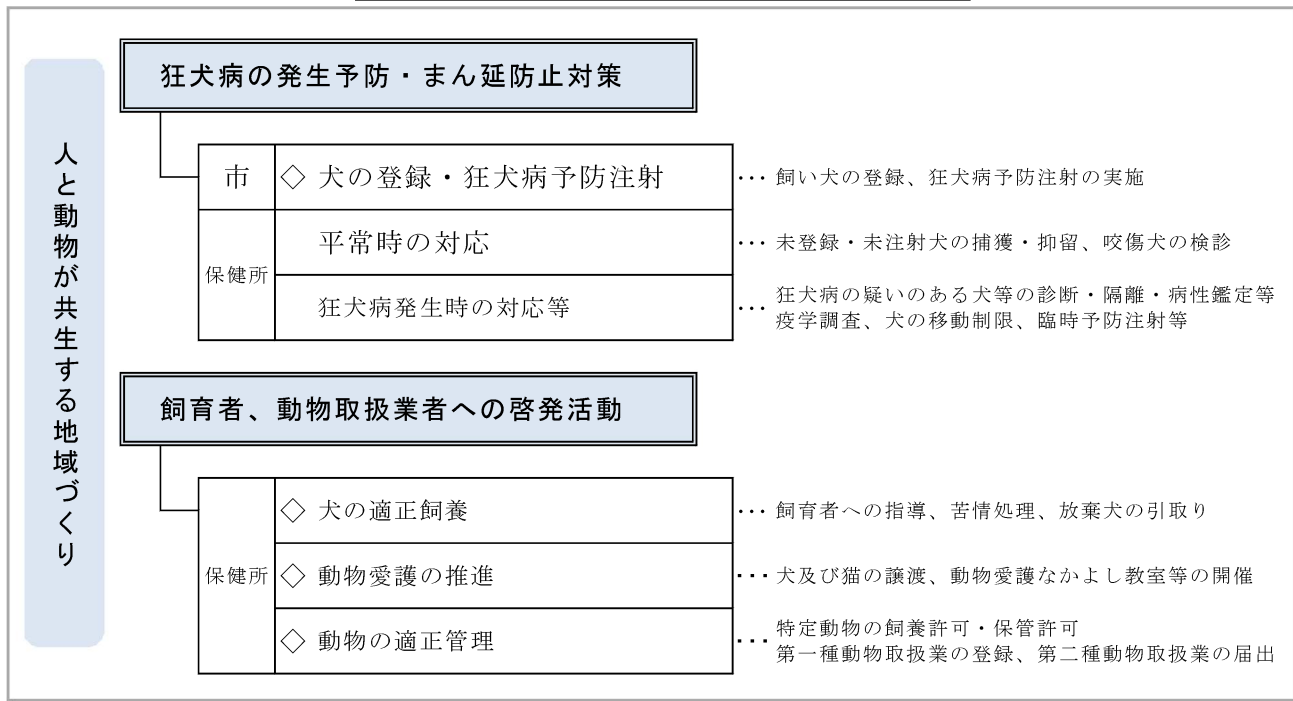 人と動物が共生する地域づくり
狂犬病の発生予防・まん延防止対策
市 ◇ 犬の登録・狂犬病予防注射 ・・・ 飼い犬の登録、狂犬病予防注射の実施
保健所
平常時の対応 ・・・ 未登録・未注射犬の捕獲・抑留、咬傷犬の検診
狂犬病発生時の対応等 ・・・ 狂犬病の疑いのある犬等の診断・隔離・病性鑑定等
疫学調査、犬の移動制限、臨時予防注射等
飼育者、動物取扱業者への啓発活動
保健所
◇ 犬の適正飼養 ・・・ 飼育者への指導、苦情処理、放棄犬の引取り
◇ 動物愛護の推進 ・・・ 犬及び猫の譲渡、動物愛護なかよし教室等の開催
◇ 動物の適正管理 ・・・ 特定動物の飼養許可・保管許可
第一種動物取扱業の登録、第二種動物取扱業の届出